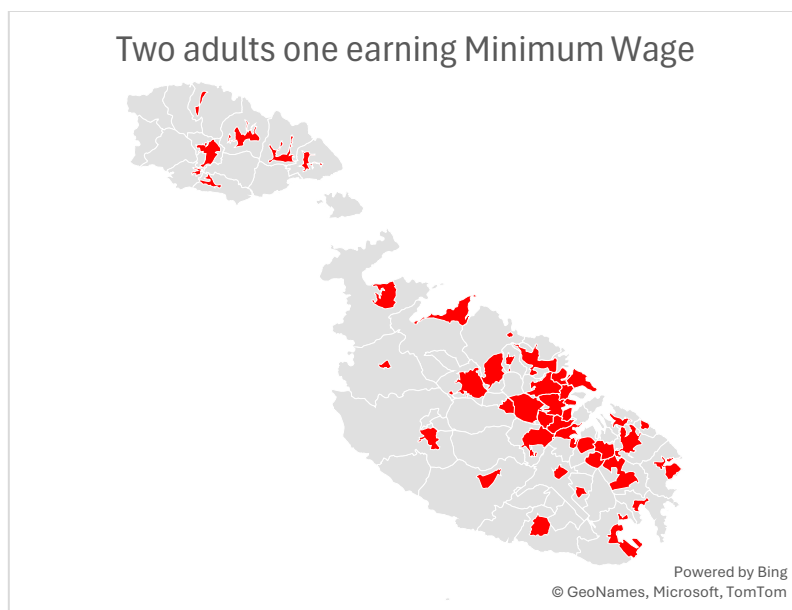 Two adults one earning Minimum Wage
Powered by Bing
© GeoNames, Microsoft, TomTom